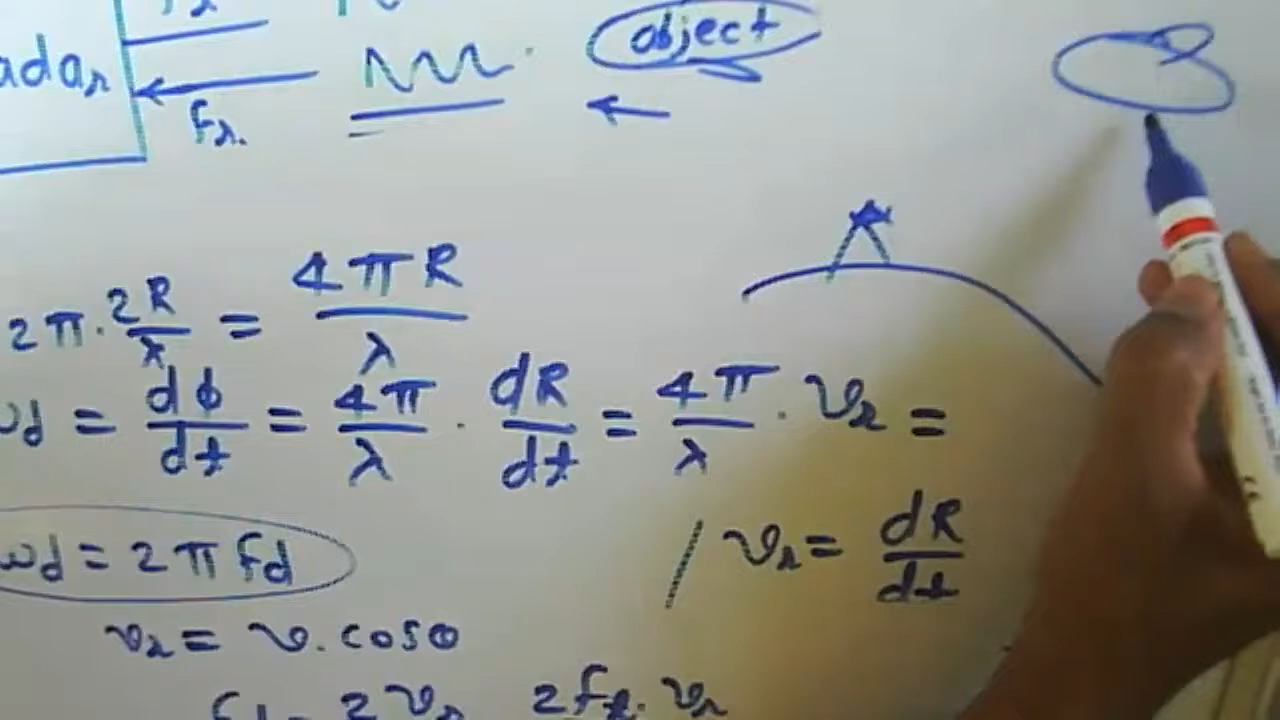 object
fr.
2π · 2R/λ = 4πR/λ
ωd = dϕ/dt = 4π/λ · dR/dt = 4π/λ · vr =
/ vr = dR/dt
ωd = 2π fd
vr = v. cosθ
2vr 2ft. vr